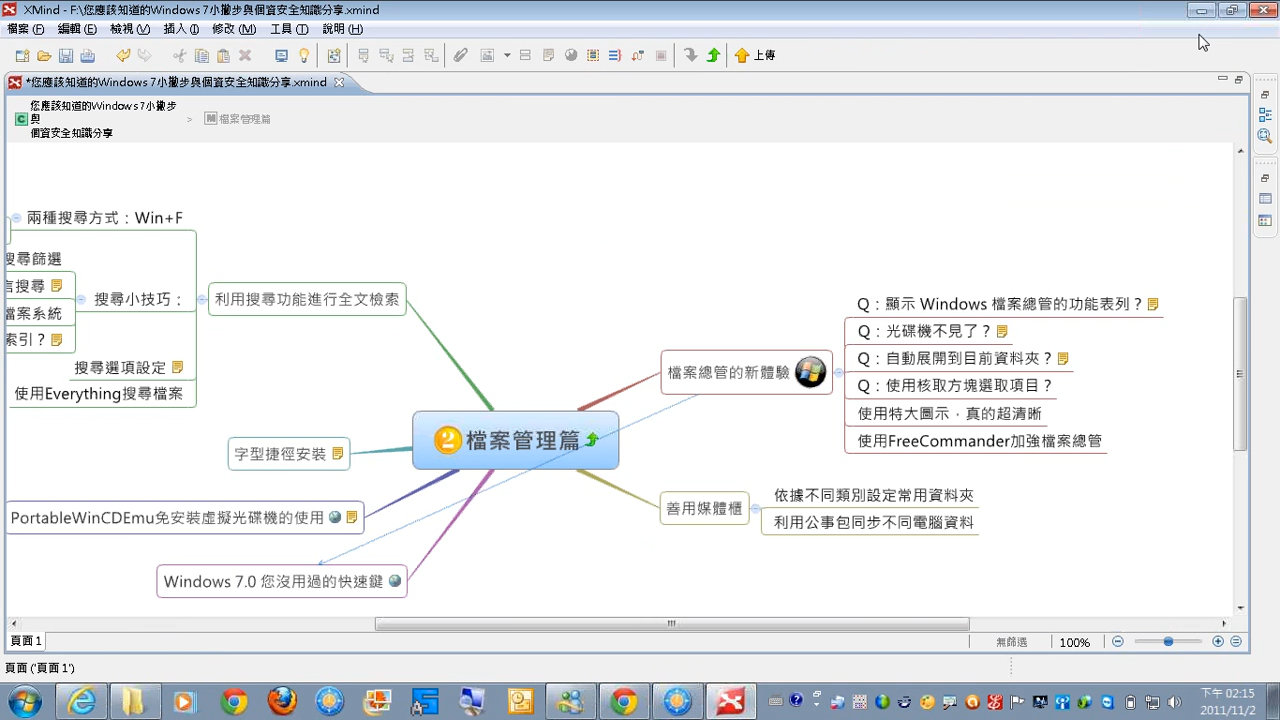 XMind - F:\您應該知道的Windows 7小撇步與個資安全知識分享.xmind
檔案 (F) 編輯 (E) 檢視 (V) 插入 (I) 修改 (M) 工具 (T) 說明 (H)
上傳
*您應該知道的Windows 7小撇步與個資安全知識分享.xmind
您應該知道的Windows 7小撇步
與
個資安全知識分享
> 檔案管理篇
兩種搜尋方式：Win+F
搜尋篩選
言搜尋
檔案系統
索引？
搜尋小技巧：
利用搜尋功能進行全文檢索
搜尋選項設定
使用Everything搜尋檔案
Q：顯示 Windows 檔案總管的功能表列？
Q：光碟機不見了？
Q：自動展開到目前資料夾？
Q：使用核取方塊選取項目？
使用特大圖示，真的超清晰
使用FreeCommander加強檔案總管
檔案總管的新體驗
2 檔案管理篇
字型捷徑安裝
善用媒體櫃
依據不同類別設定常用資料夾
利用公事包同步不同電腦資料
PortableWinCDEmu免安裝虛擬光碟機的使用
Windows 7.0 您沒用過的快速鍵
頁面 1
無篩選
100%
頁面 ('頁面 1')
下午 02:15
2011/11/2